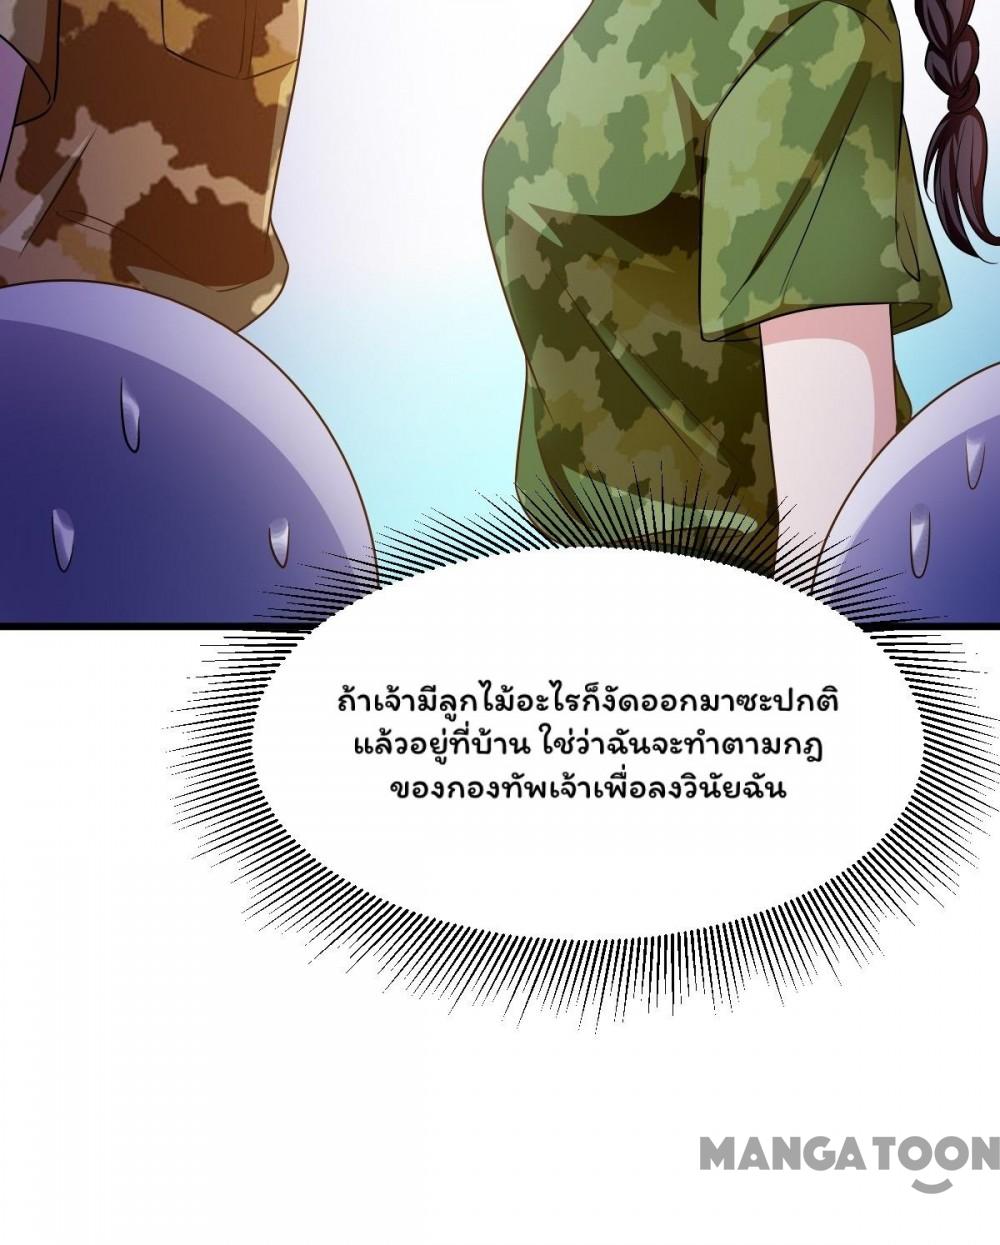 ถ้าเจ้ามีลูกไม้อะไรก็งัดออกมาซะปกติ
แล้วอยู่ที่บ้าน ใช่ว่าฉันจะทำตามกฎ
ของกองทัพเจ้าเพื่อลงวินัยฉัน
MANGATOON